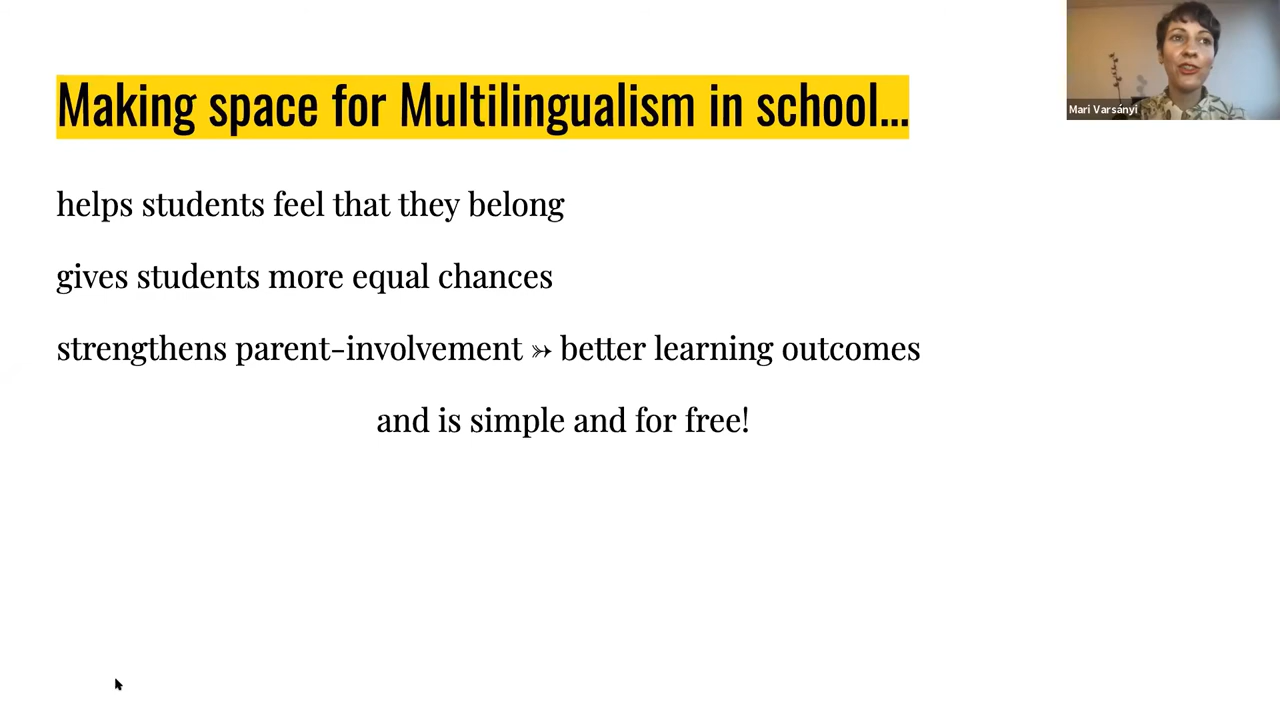 Making space for Multilingualism in school...
Mari Varsányi
helps students feel that they belong
gives students more equal chances
strengthens parent-involvement ➳ better learning outcomes
and is simple and for free!